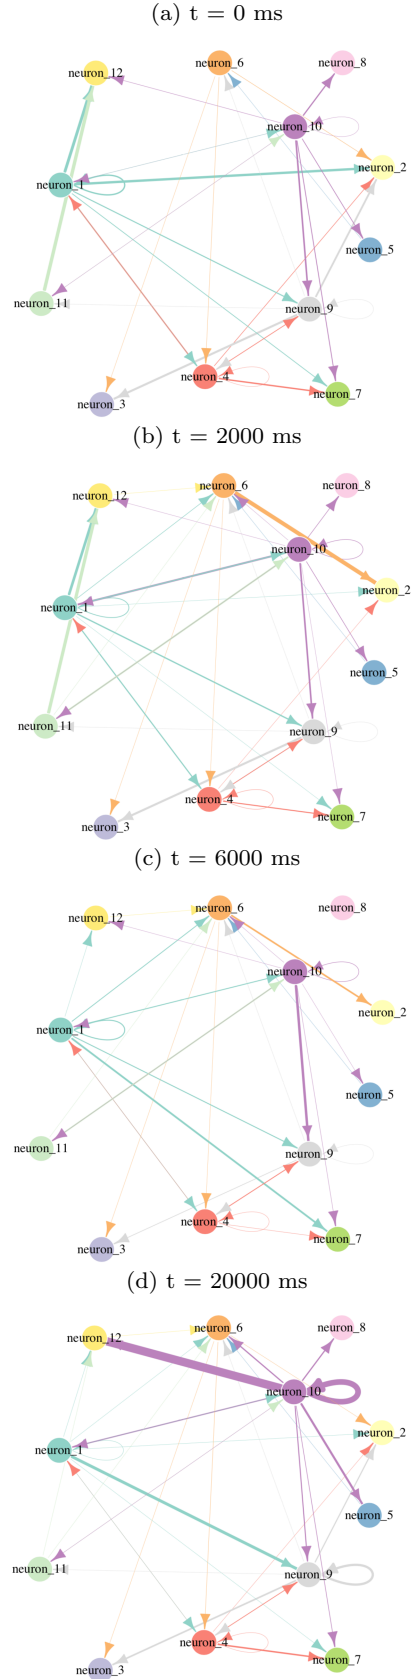 (a) t = 0 ms
neuron_6
neuron_8
neuron_12
neuron_10
neuron_2
neuron_1
neuron_5
neuron_11
neuron_9
neuron_4
neuron_7
neuron_3
(b) t = 2000 ms
neuron_6
neuron_8
neuron_12
neuron_10
neuron_2
neuron_1
neuron_5
neuron_11
neuron_9
neuron_4
neuron_7
neuron_3
(c) t = 6000 ms
neuron_6
neuron_8
neuron_12
neuron_10
neuron_2
neuron_1
neuron_5
neuron_11
neuron_9
neuron_4
neuron_7
neuron_3
(d) t = 20000 ms
neuron_6
neuron_8
neuron_12
neuron_10
neuron_2
neuron_1
neuron_5
neuron_11
neuron_9
neuron_4
neuron_7
neuron_3